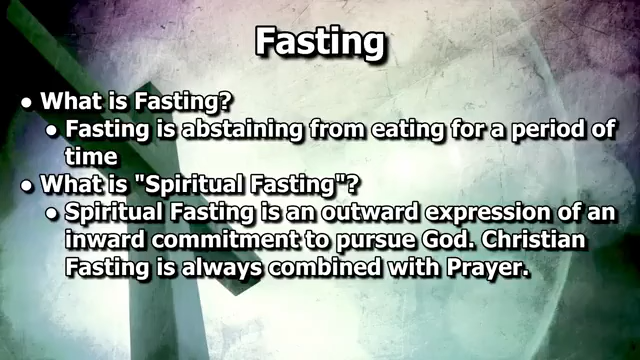 Fasting
● What is Fasting?
● Fasting is abstaining from eating for a period of
time
● What is "Spiritual Fasting"?
● Spiritual Fasting is an outward expression of an
inward commitment to pursue God. Christian
Fasting is always combined with Prayer.